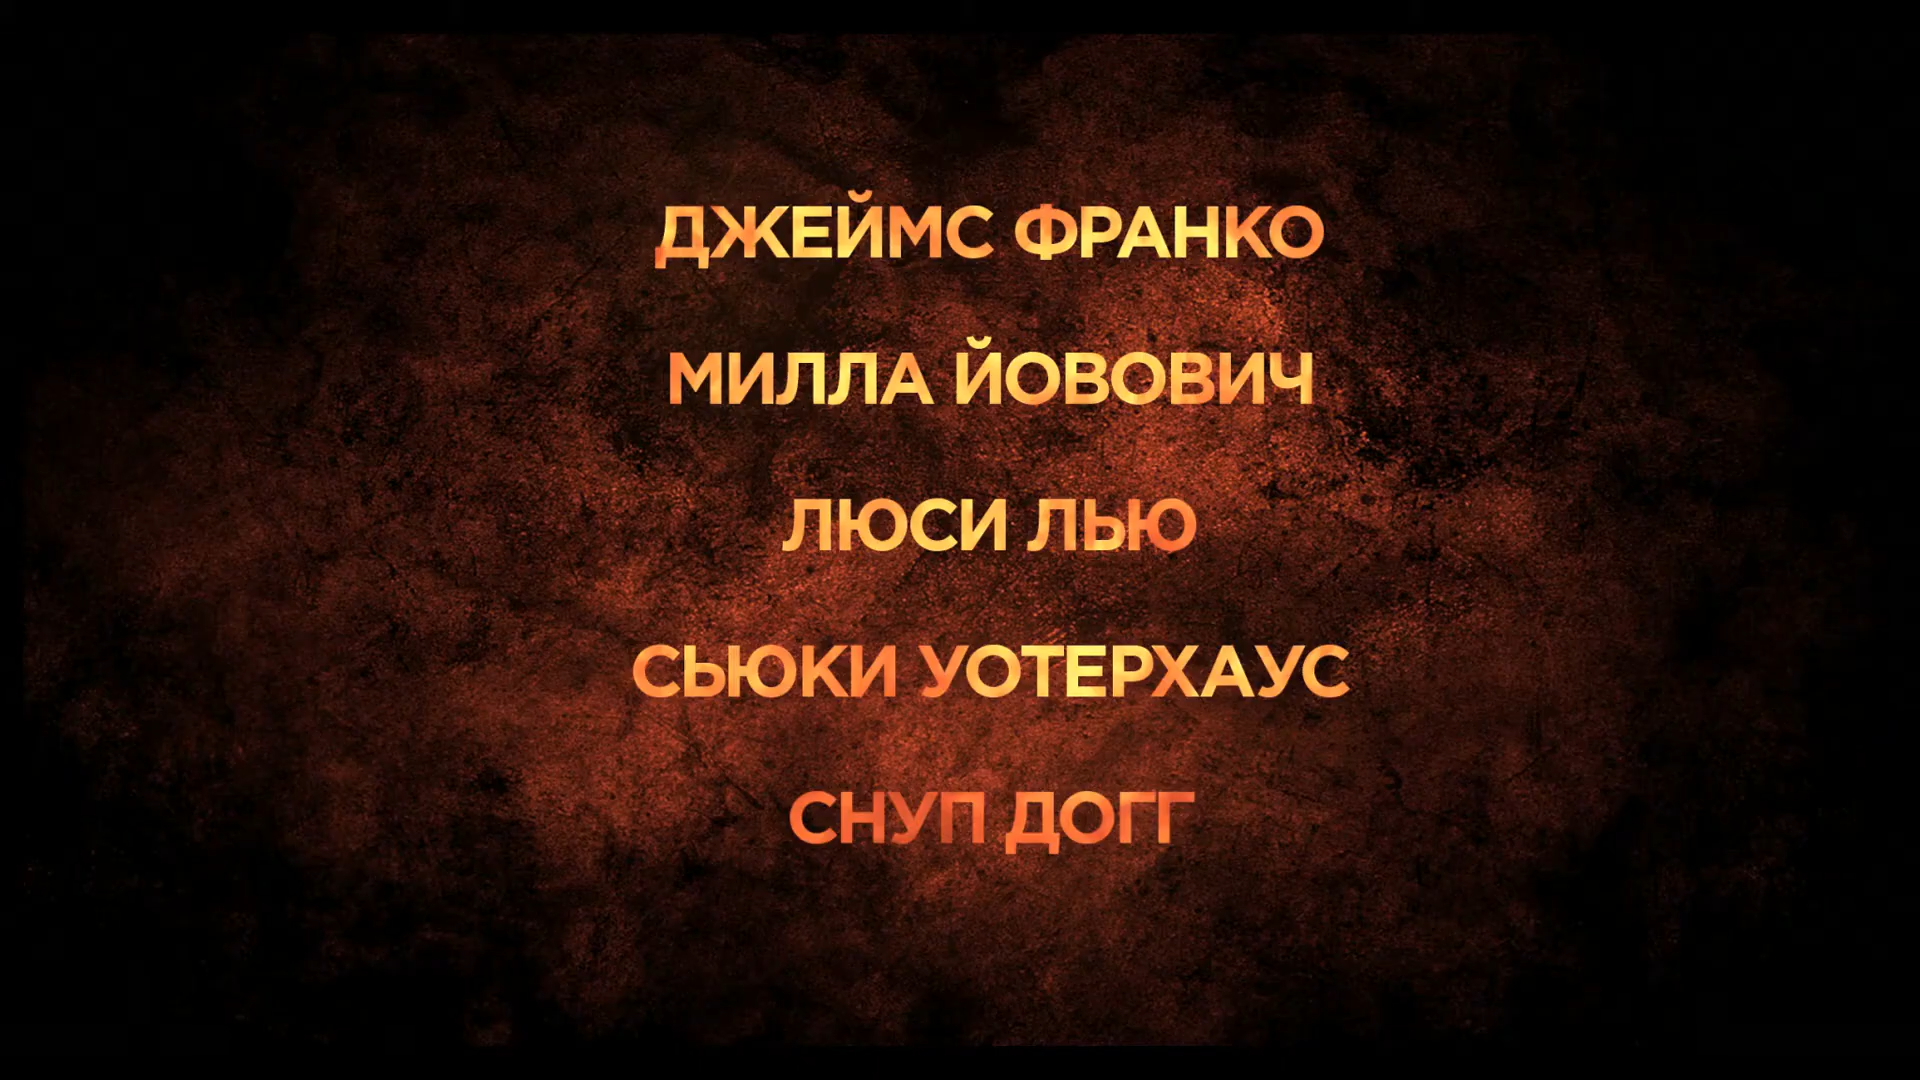 ДЖЕЙМС ФРАНКО
МИЛЛА ЙОВОВИЧ
ЛЮСИ ЛЬЮ
СЬЮКИ УОТЕРХАУС
СНУП ДОГГ